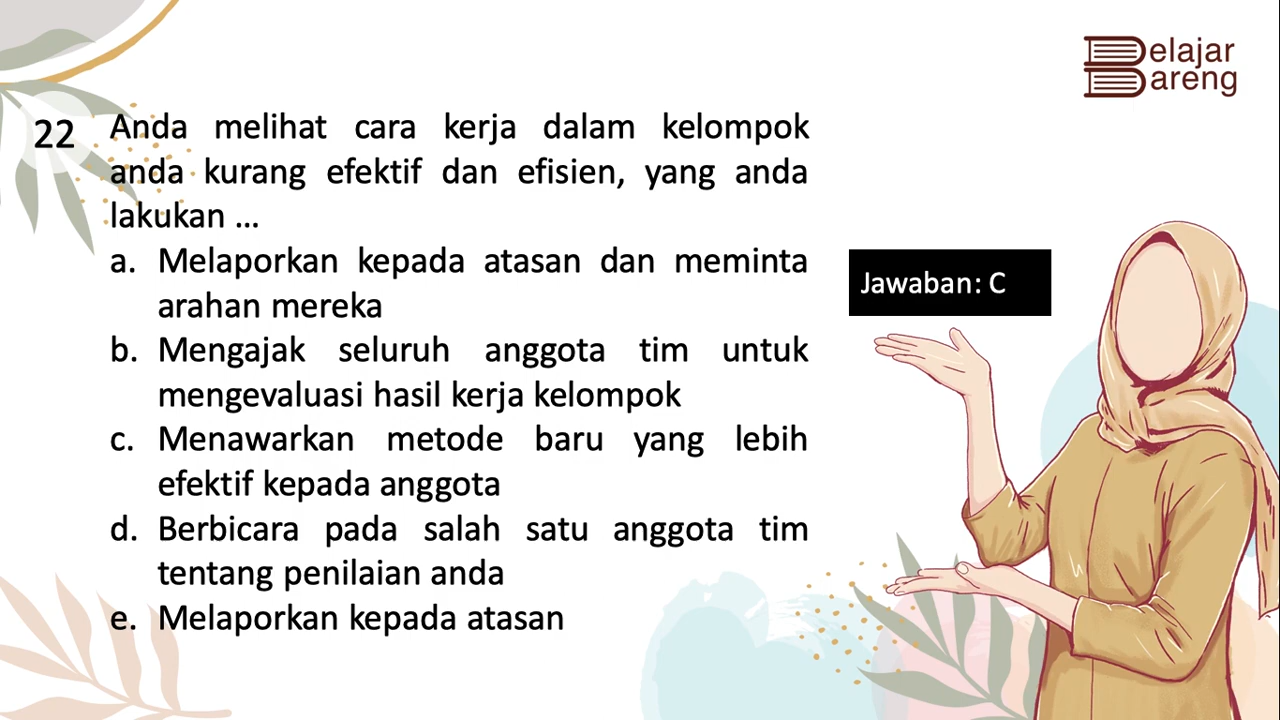 Belajar
Bareng
22 Anda melihat cara kerja dalam kelompok
anda kurang efektif dan efisien, yang anda
lakukan ...
a. Melaporkan kepada atasan dan meminta
arahan mereka
b. Mengajak seluruh anggota tim untuk
mengevaluasi hasil kerja kelompok
c. Menawarkan metode baru yang lebih
efektif kepada anggota
d. Berbicara pada salah satu anggota tim
tentang penilaian anda
e. Melaporkan kepada atasan
Jawaban: C